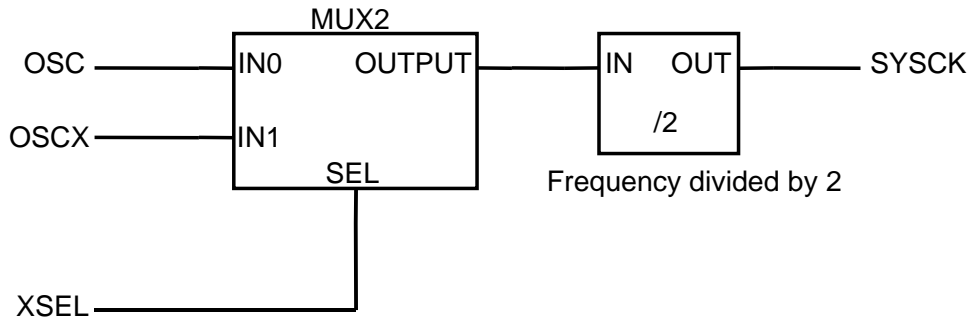 MUX2
OSC
IN0
OUTPUT
IN
OUT
SYSCK
OSCX
IN1
/2
SEL
Frequency divided by 2
XSEL